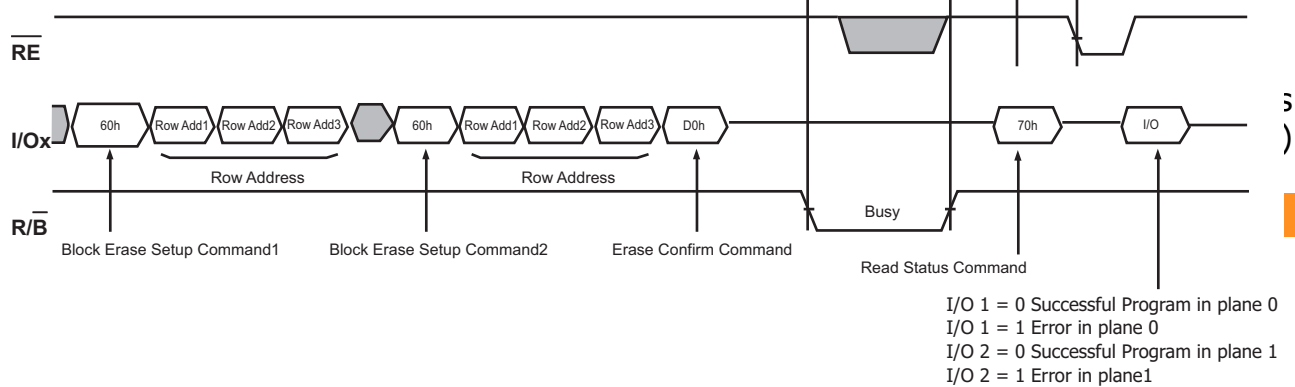 RE
I/Ox
60h Row Add1 Row Add2 Row Add3 60h Row Add1 Row Add2 Row Add3 D0h 70h I/O
S
)
Row Address Row Address
R/B
Busy
Block Erase Setup Command1 Block Erase Setup Command2 Erase Confirm Command
Read Status Command
I/O 1 = 0 Successful Program in plane 0
I/O 1 = 1 Error in plane 0
I/O 2 = 0 Successful Program in plane 1
I/O 2 = 1 Error in plane1